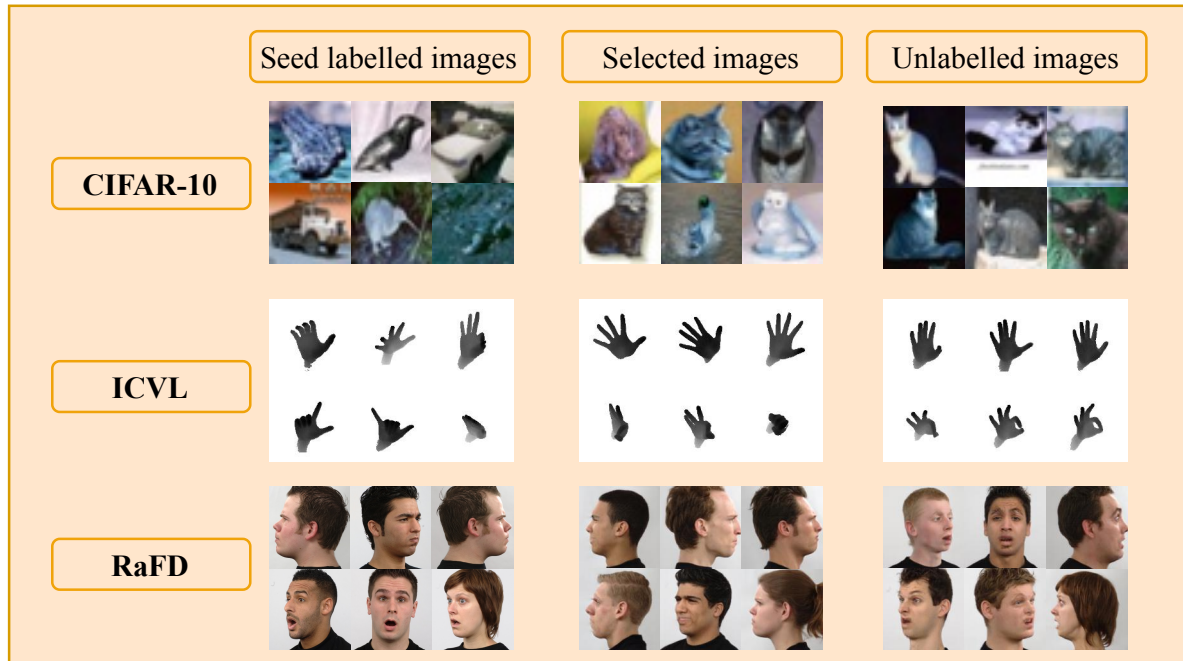 Seed labelled images
Selected images
Unlabelled images
CIFAR-10
ICVL
RaFD